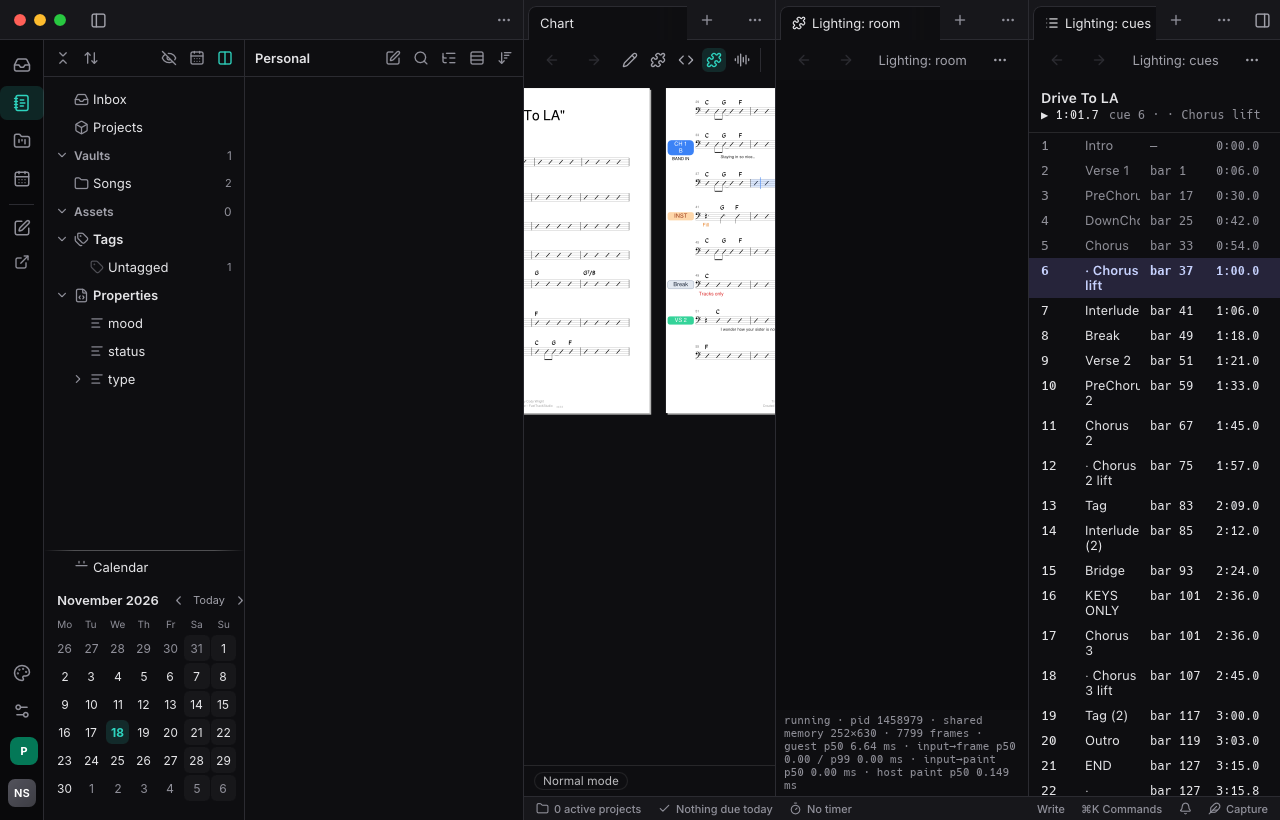 Inbox
Projects
Vaults 1
Songs 2
Assets 0
Tags
Untagged 1
Properties
mood
status
type
Calendar
November 2026 Today
Mo Tu We Th Fr Sa Su
26 27 28 29 30 31 1
2 3 4 5 6 7 8
9 10 11 12 13 14 15
16 17 18 19 20 21 22
23 24 25 26 27 28 29
30 1 2 3 4 5 6
P
NS
Personal
Chart
To LA"
G G7/B
F
C G F
C G F
CH 1
B
BAND IN
C G F
Staying in so nice..
C G F
INST
G F
C G F
Break
C
Tracks only
VS 2
C
F
Normal mode
Lighting: room
Lighting: room
running · pid 1458979 · shared
memory 252×630 · 7799 frames ·
guest p50 6.64 ms · input→frame p50
0.00 / p99 0.00 ms · input→paint
p50 0.00 ms · host paint p50 0.149
ms
Lighting: cues
Lighting: cues
Drive To LA
▶ 1:01.7 cue 6 · · Chorus lift
1 Intro — 0:00.0
2 Verse 1 bar 1 0:06.0
3 PreChoru bar 17 0:30.0
4 DownCho bar 25 0:42.0
5 Chorus bar 33 0:54.0
6 · Chorus lift bar 37 1:00.0
7 Interlude bar 41 1:06.0
8 Break bar 49 1:18.0
9 Verse 2 bar 51 1:21.0
10 PreChoru 2 bar 59 1:33.0
11 Chorus 2 bar 67 1:45.0
12 · Chorus 2 lift bar 75 1:57.0
13 Tag bar 83 2:09.0
14 Interlude (2) bar 85 2:12.0
15 Bridge bar 93 2:24.0
16 KEYS ONLY bar 101 2:36.0
17 Chorus 3 bar 101 2:36.0
18 · Chorus 3 lift bar 107 2:45.0
19 Tag (2) bar 117 3:00.0
20 Outro bar 119 3:03.0
21 END bar 127 3:15.0
22 · bar 127 3:15.8
0 active projects Nothing due today No timer Write ⌘K Commands Capture